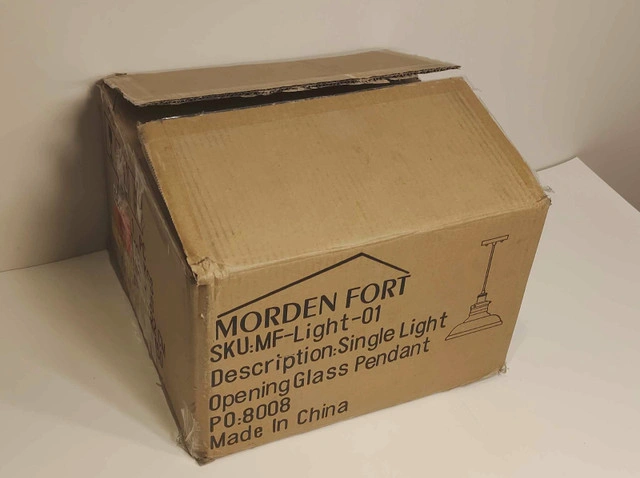 MORDEN FORT
SKU:MF-Light-01
Description:Single Light
Opening Glass Pendant
PO:8008
Made In China